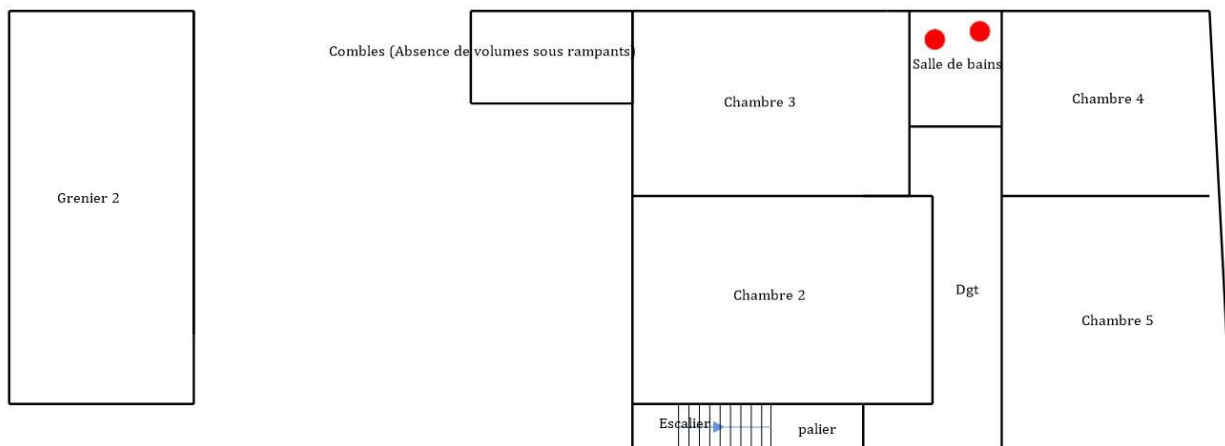 Combles (Absence de volumes sous rampants)
Salle de bains
Chambre 3
Chambre 4
Grenier 2
Chambre 2
Dgt
Chambre 5
Escalier
palier